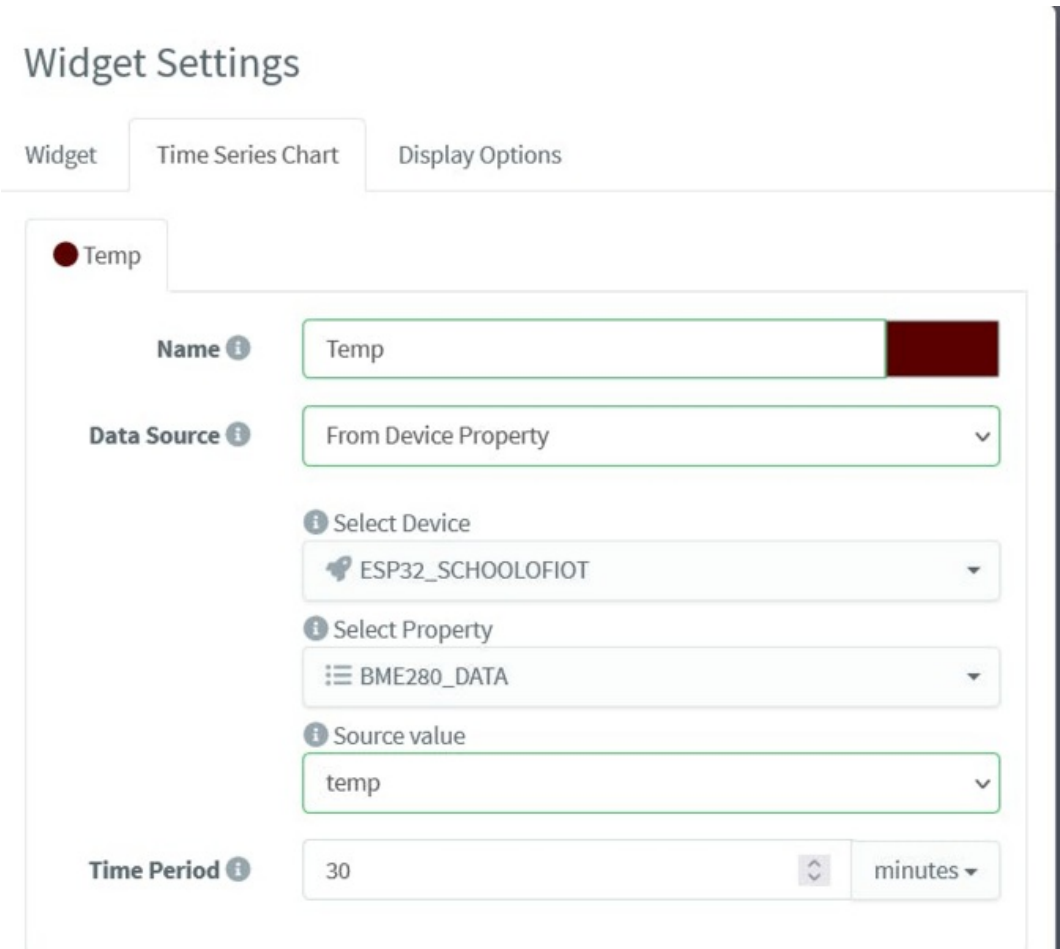 Widget Settings
Widget Time Series Chart Display Options
Temp
Name Temp
Data Source From Device Property
Select Device
ESP32_SCHOOLOFIOT
Select Property
BME280_DATA
Source value
temp
Time Period 30 minutes